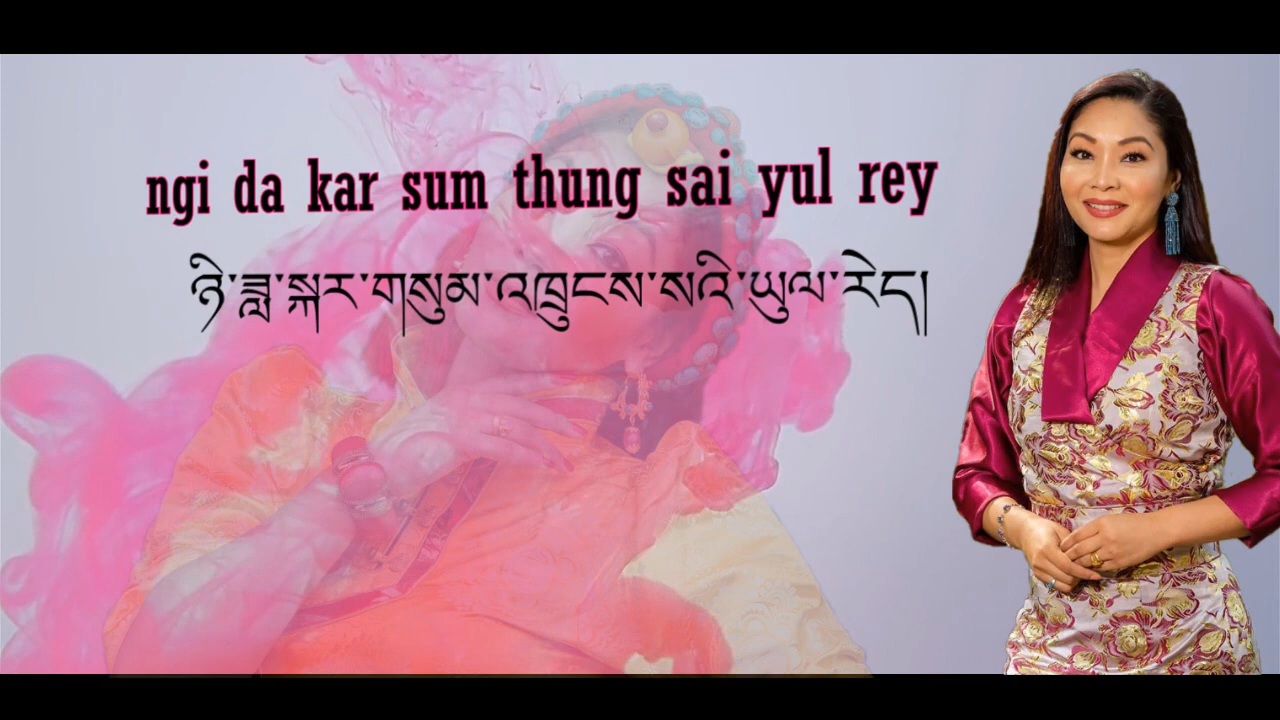 ngi da kar sum thung sai yul rey
ཉི་ཟླ་སྐར་གསུམ་འཁྲུངས་སའི་ཡུལ་རེད།